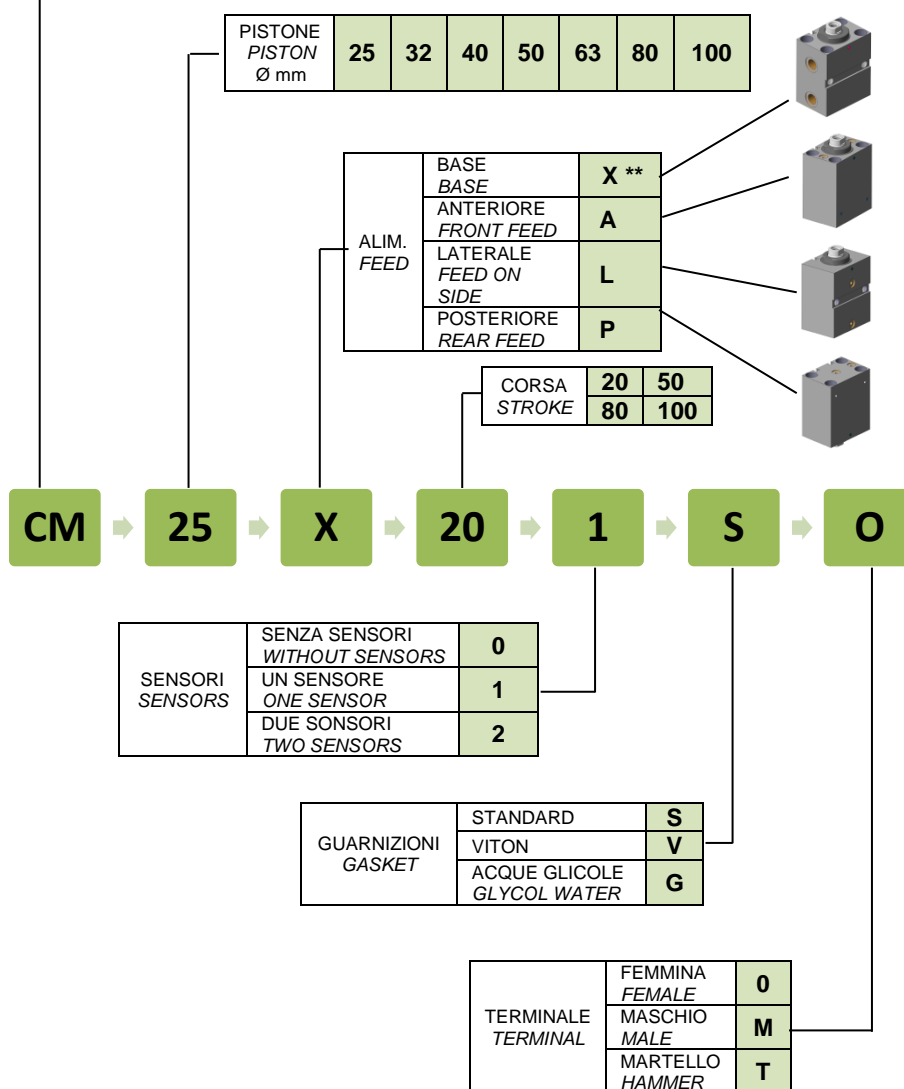 PISTONE
PISTON
Ø mm
25 32 40 50 63 80 100
ALIM.
FEED
BASE
BASE
X **
ANTERIORE
FRONT FEED
A
LATERALE
FEED ON
SIDE
L
POSTERIORE
REAR FEED
P
CORSA
STROKE
20 50
80 100
CM 25 X 20 1 S O
SENSORI
SENSORS
SENZA SENSORI
WITHOUT SENSORS
0
UN SENSORE
ONE SENSOR
1
DUE SONSORI
TWO SENSORS
2
GUARNIZIONI
GASKET
STANDARD
S
VITON
V
ACQUE GLICOLE
GLYCOL WATER
G
TERMINALE
TERMINAL
FEMMINA
FEMALE
0
MASCHIO
MALE
M
MARTELLO
HAMMER
T